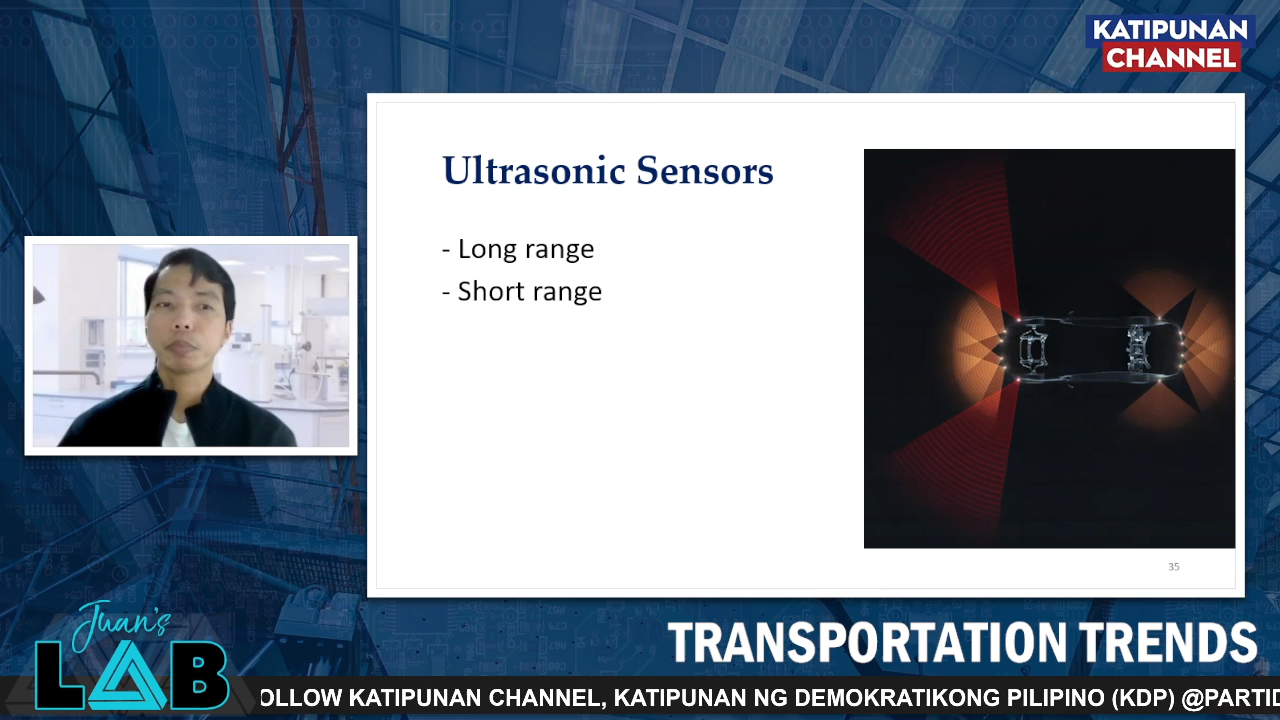 KATIPUNAN
CHANNEL
Ultrasonic Sensors
- Long range
- Short range
35
Juan's
LAB
TRANSPORTATION TRENDS
OLLOW KATIPUNAN CHANNEL, KATIPUNAN NG DEMOKRATIKONG PILIPINO (KDP) @PARTID